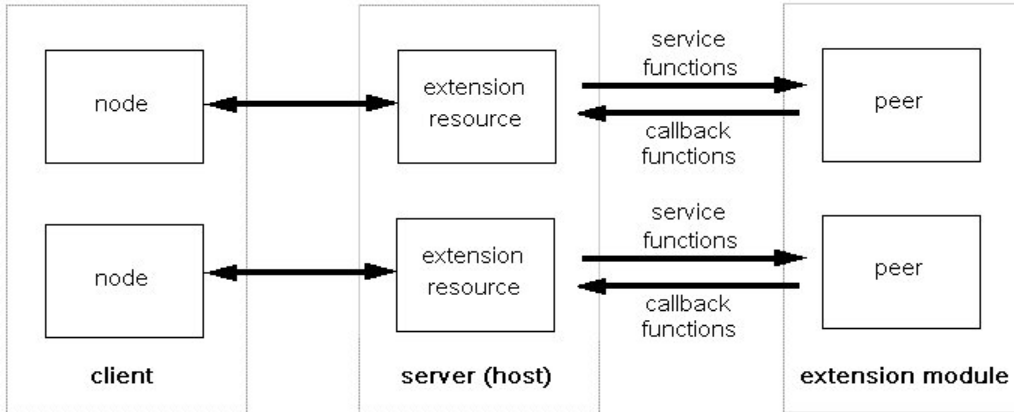 service
functions
node
extension
resource
peer
callback
functions
service
functions
node
extension
resource
peer
callback
functions
client
server (host)
extension module